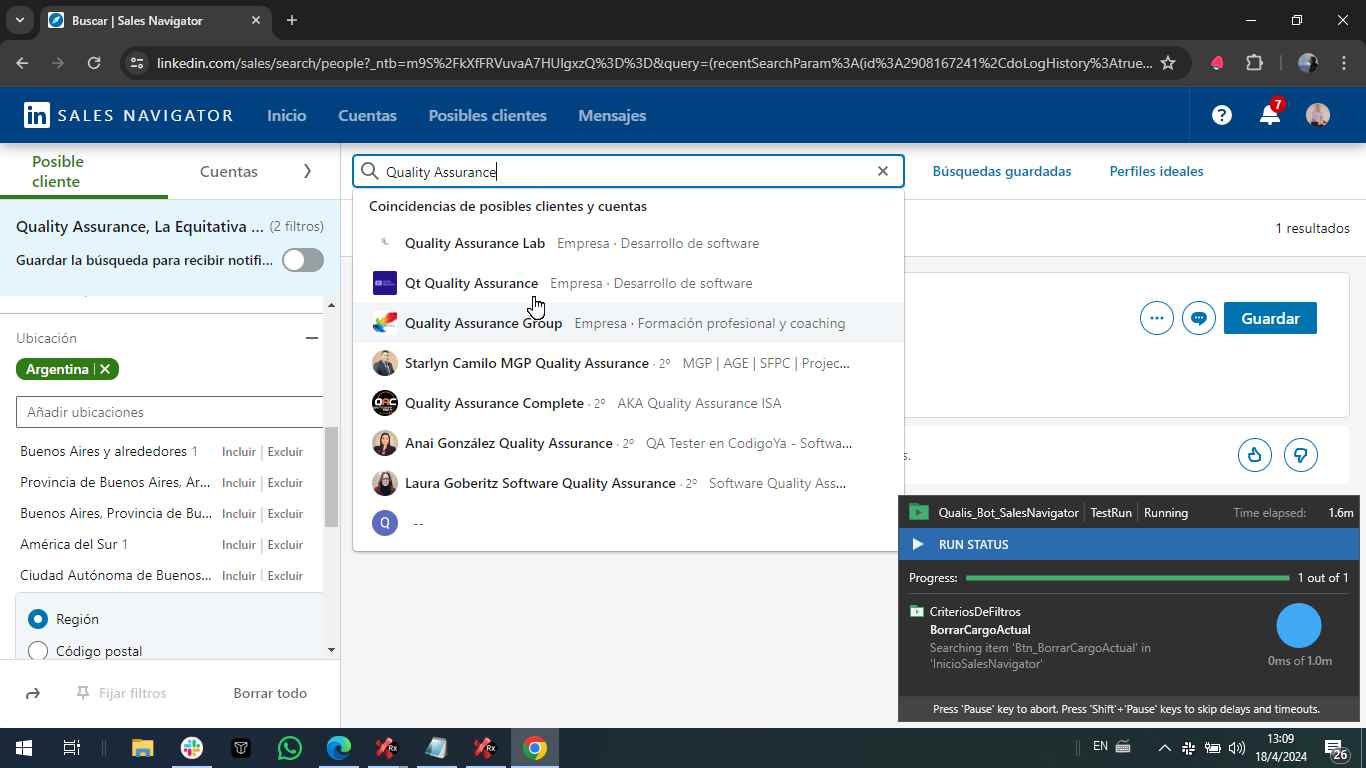 Buscar | Sales Navigator
linkedin.com/sales/search/people?_ntb=m9S%2FkXfFRVuvaA7HUIgxzQ%3D%3D&query=(recentSearchParam%3A(id%3A2908167241%2CdoLogHistory%3Atrue...
in SALES NAVIGATOR
Inicio
Cuentas
Posibles clientes
Mensajes
7
Posible cliente
Cuentas
Quality Assurance
Búsquedas guardadas
Perfiles ideales
Quality Assurance, La Equitativa ... (2 filtros)
Guardar la búsqueda para recibir notifi...
1 resultados
Coincidencias de posibles clientes y cuentas
Quality Assurance Lab Empresa · Desarrollo de software
Qt Quality Assurance Empresa · Desarrollo de software
Quality Assurance Group Empresa · Formación profesional y coaching
Starlyn Camilo MGP Quality Assurance · 2º MGP | AGE | SFPC | Projec...
Quality Assurance Complete · 2º AKA Quality Assurance ISA
Anai González Quality Assurance · 2º QA Tester en CodigoYa - Softwa...
Laura Goberitz Software Quality Assurance · 2º Software Quality Ass...
Q --
Guardar
s.
Ubicación
Argentina
Añadir ubicaciones
Buenos Aires y alrededores 1 Incluir | Excluir
Provincia de Buenos Aires, Ar... Incluir | Excluir
Buenos Aires, Provincia de Bu... Incluir | Excluir
América del Sur 1 Incluir | Excluir
Ciudad Autónoma de Buenos... Incluir | Excluir
Región
Código postal
Fijar filtros
Borrar todo
Qualis_Bot_SalesNavigator | TestRun | Running Time elapsed: 1.6m
RUN STATUS
Progress: 1 out of 1
CriteriosDeFiltros
BorrarCargoActual
Searching item 'Btn_BorrarCargoActual' in
'InicioSalesNavigator'
0ms of 1.0m
Press 'Pause' key to abort. Press 'Shift'+'Pause' keys to skip delays and timeouts.
Rx
Rx
EN
13:09
18/4/2024
26